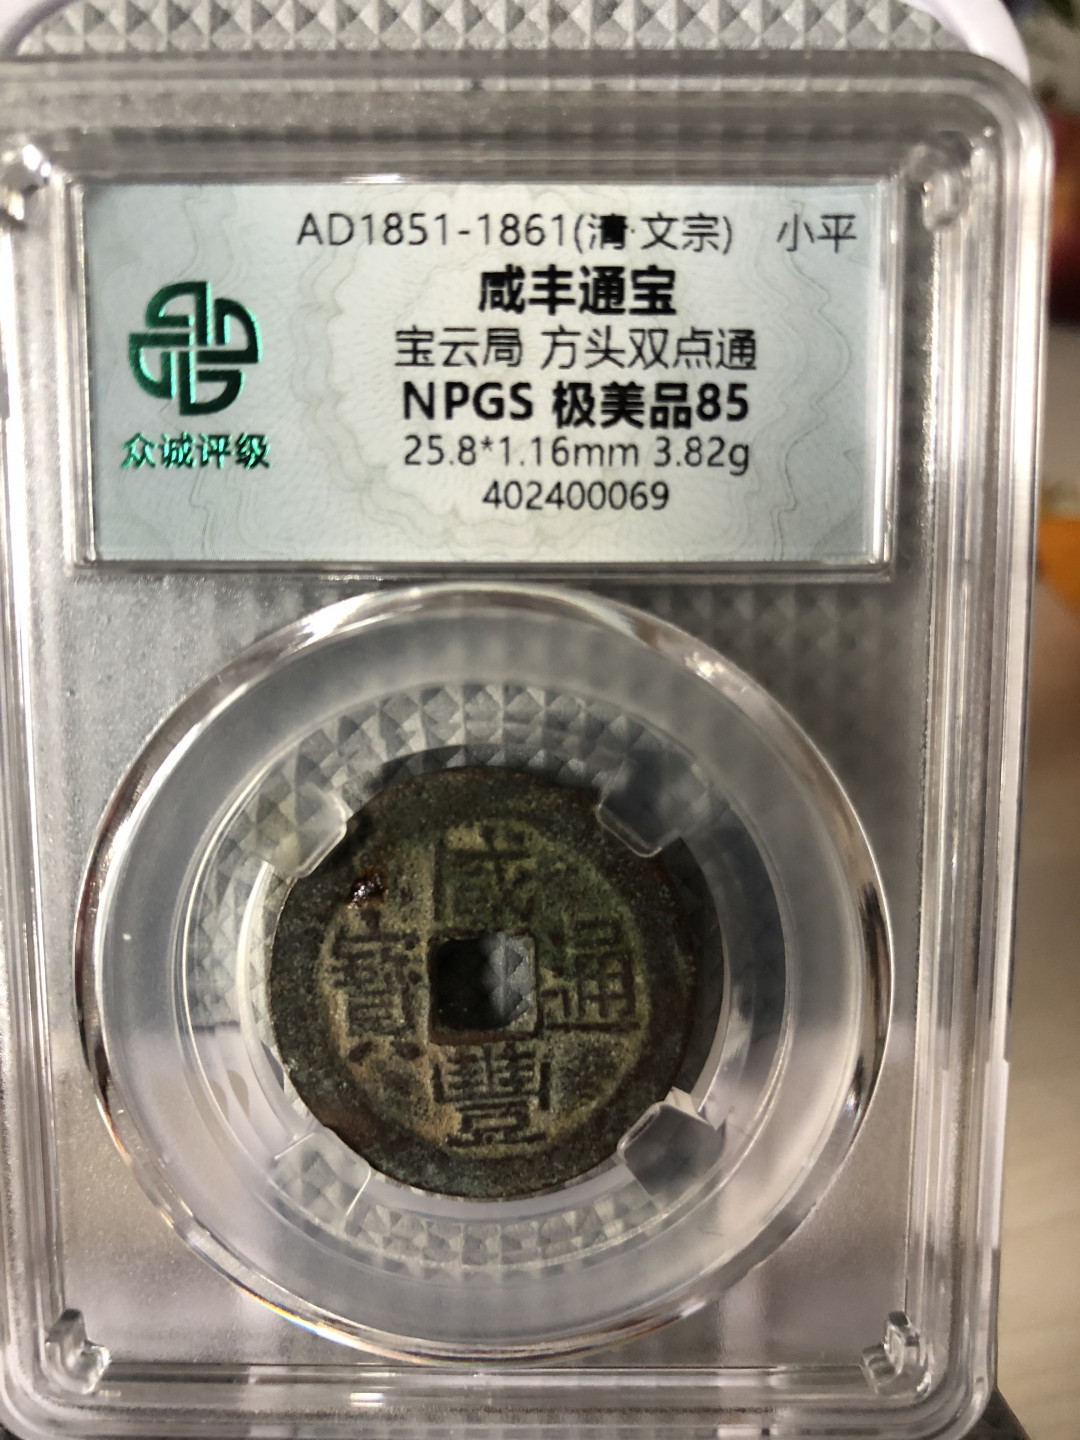 AD1851-1861(清·文宗) 小平
咸丰通宝
宝云局 方头双点通
NPGS 极美品85
25.8*1.16mm 3.82g
402400069
众诚评级
咸豐通寶